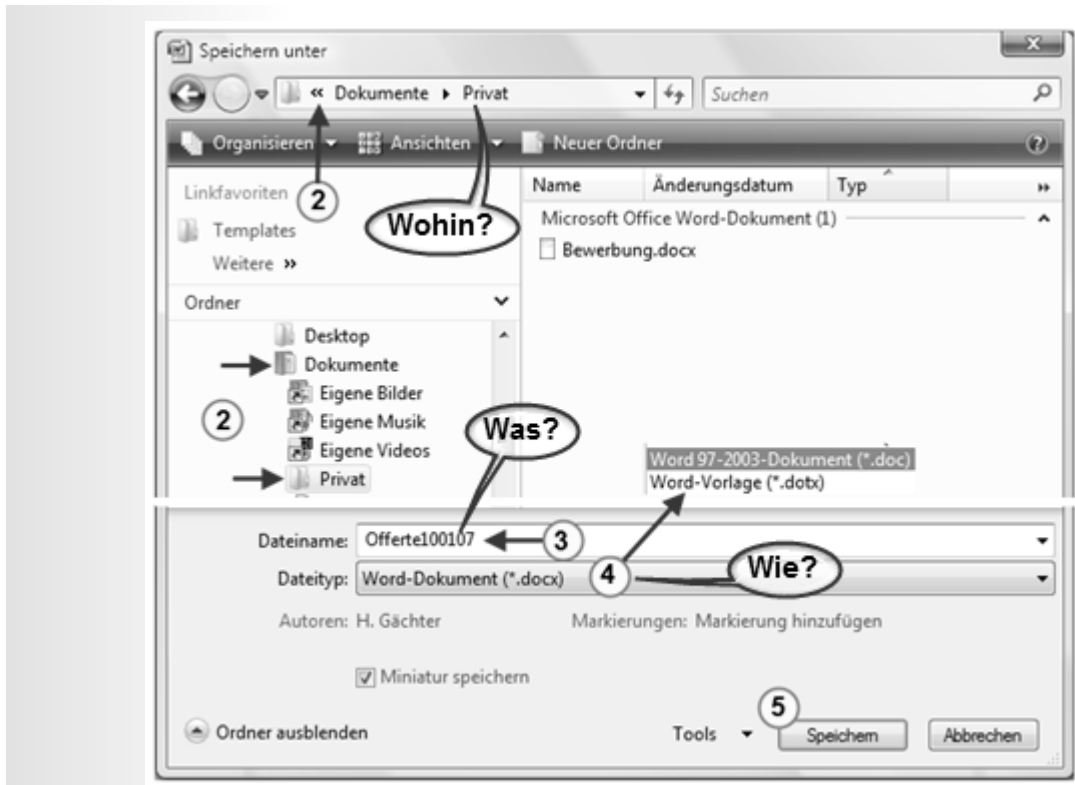 Speichern unter
« Dokumente Privat Suchen
Organisieren Ansichten Neuer Ordner ?
Linkfavoriten 2 Wohin? Name Änderungsdatum Typ »
Templates Microsoft Office Word-Dokument (1)
Weitere » Bewerbung.docx
Ordner
Desktop
Dokumente
Eigene Bilder
2 Eigene Musik Was?
Eigene Videos Word 97-2003-Dokument (*.doc)
Privat Word-Vorlage (*.dotx)
Dateiname: Offerte100107 3
Dateityp: Word-Dokument (*.docx) 4 Wie?
Autoren: H. Gächter Markierungen: Markierung hinzufügen
Miniatur speichern
5
Ordner ausblenden Tools Speichern Abbrechen